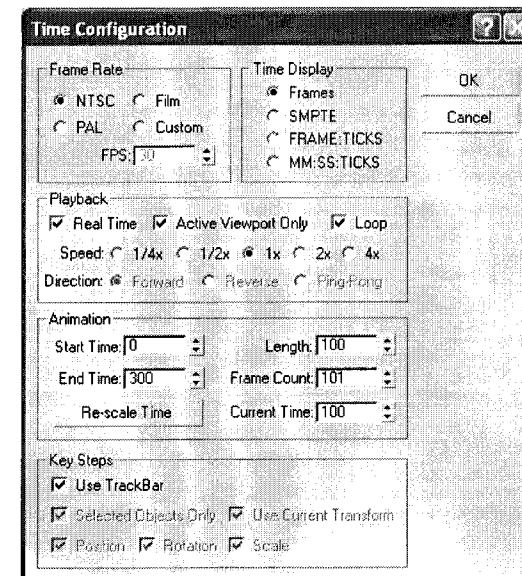 Time Configuration
Frame Rate
NTSC Film
PAL Custom
FPS: 30
Time Display
Frames
SMPTE
FRAME:TICKS
MM:SS:TICKS
OK
Cancel
Playback
Real Time Active Viewport Only Loop
Speed: 1/4x 1/2x 1x 2x 4x
Direction: Forward Reverse Ping-Pong
Animation
Start Time: 0 Length: 100
End Time: 300 Frame Count: 101
Re-scale Time Current Time: 100
Key Steps
Use TrackBar
Selected Objects Only Use Current Transform
Position Rotation Scale